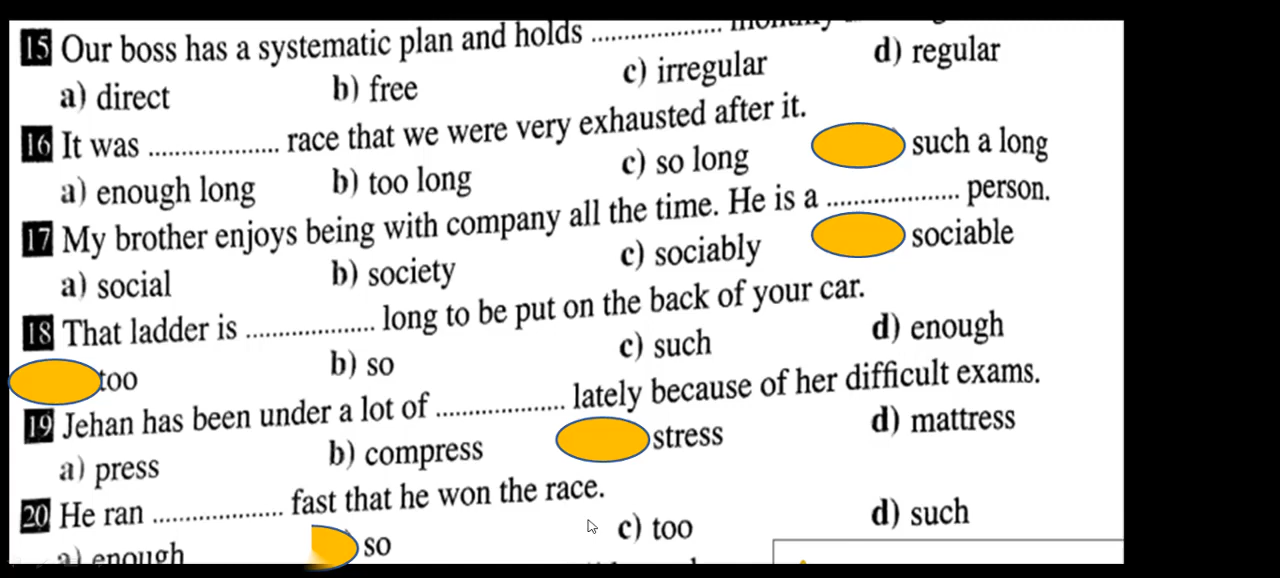 15 Our boss has a systematic plan and holds .................... monthly
a) direct b) free c) irregular d) regular
16 It was .................... race that we were very exhausted after it.
a) enough long b) too long c) so long such a long
17 My brother enjoys being with company all the time. He is a .................... person.
a) social b) society c) sociably sociable
18 That ladder is .................... long to be put on the back of your car.
too b) so c) such d) enough
19 Jehan has been under a lot of .................... lately because of her difficult exams.
a) press b) compress stress d) mattress
20 He ran .................... fast that he won the race.
a) enough so c) too d) such